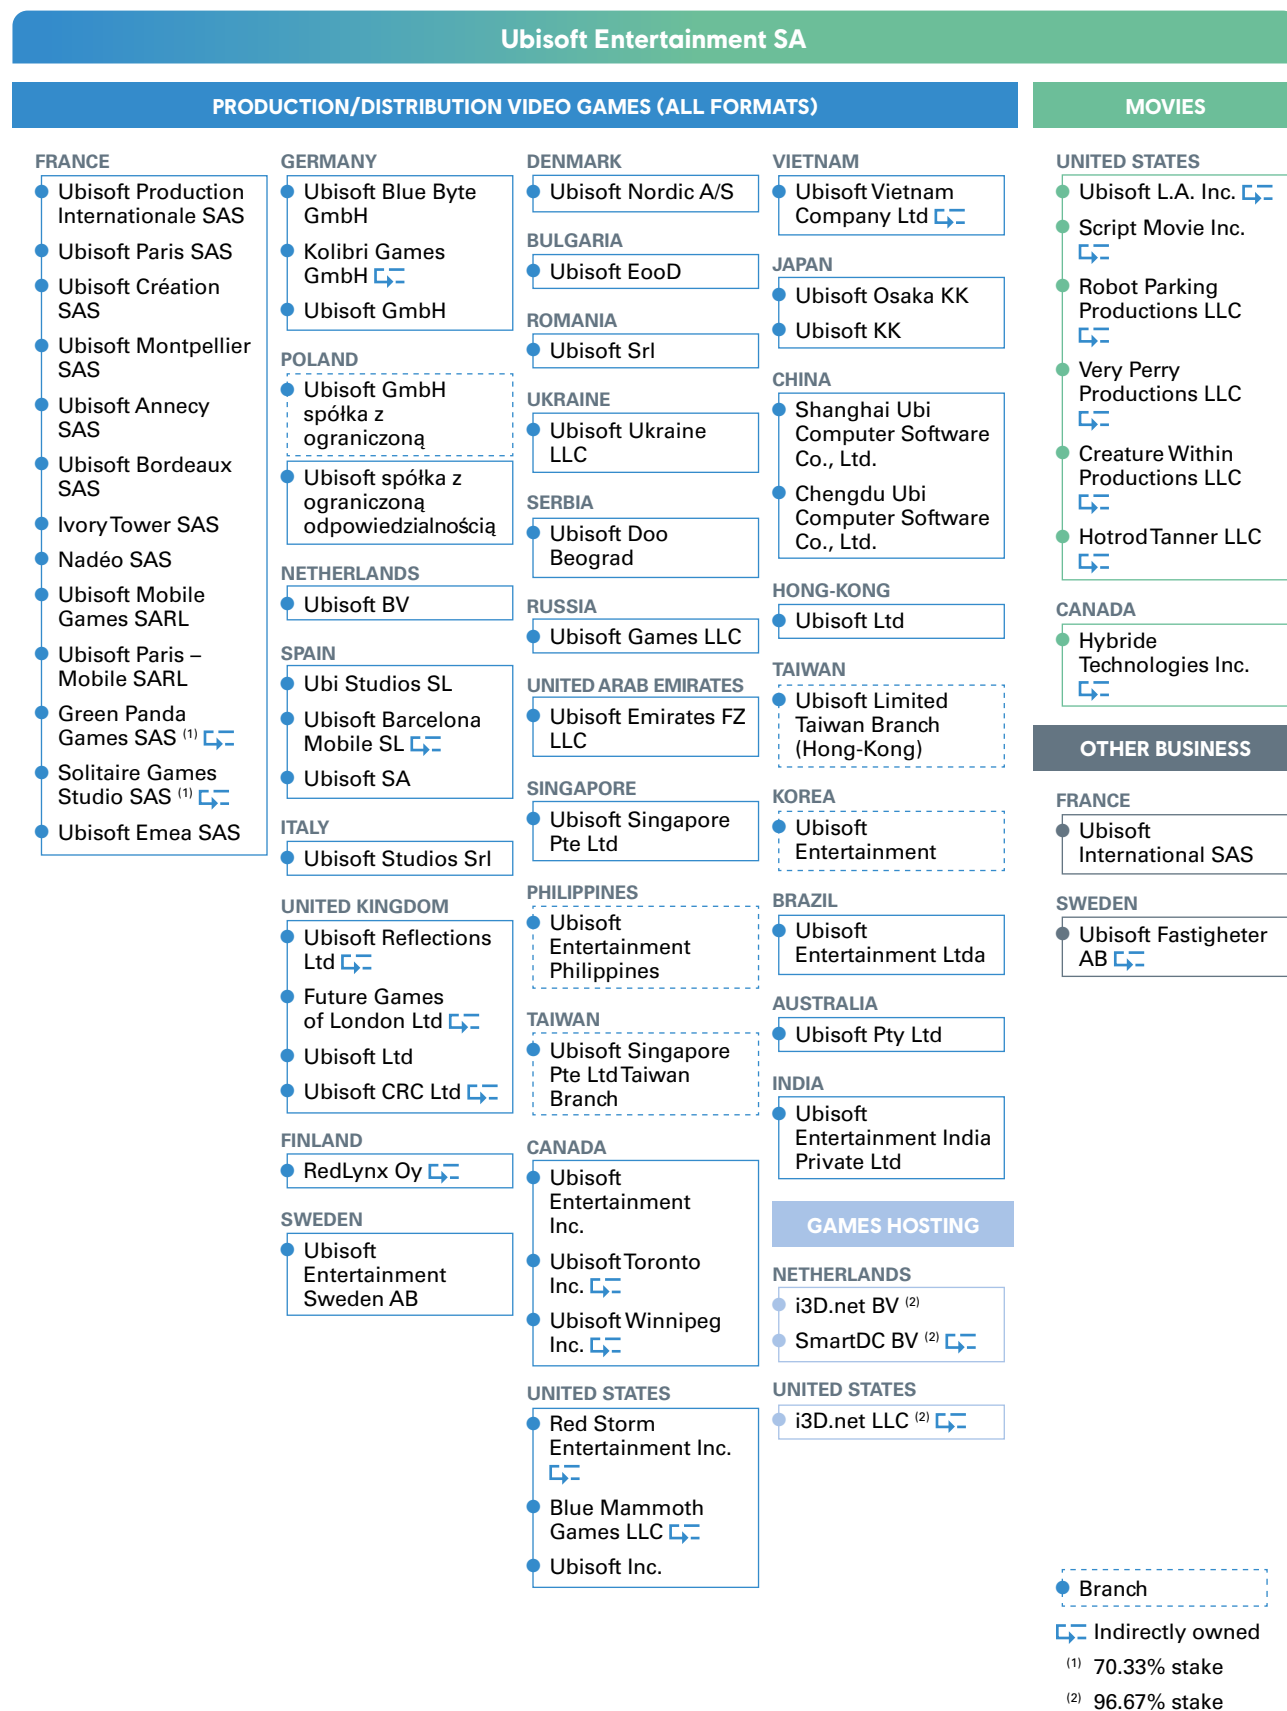 Ubisoft Entertainment SA
PRODUCTION/DISTRIBUTION VIDEO GAMES (ALL FORMATS)
FRANCE
Ubisoft Production
Internationale SAS
Ubisoft Paris SAS
Ubisoft Création
SAS
Ubisoft Montpellier
SAS
Ubisoft Annecy
SAS
Ubisoft Bordeaux
SAS
Ivory Tower SAS
Nadéo SAS
Ubisoft Mobile
Games SARL
Ubisoft Paris –
Mobile SARL
Green Panda
Games SAS (1)
Solitaire Games
Studio SAS (1)
Ubisoft Emea SAS
GERMANY
Ubisoft Blue Byte
GmbH
Kolibri Games
GmbH
Ubisoft GmbH
POLAND
Ubisoft GmbH
spółka z
ograniczoną
Ubisoft spółka z
ograniczoną
odpowiedzialnością
NETHERLANDS
Ubisoft BV
SPAIN
Ubi Studios SL
Ubisoft Barcelona
Mobile SL
Ubisoft SA
ITALY
Ubisoft Studios Srl
UNITED KINGDOM
Ubisoft Reflections
Ltd
Future Games
of London Ltd
Ubisoft Ltd
Ubisoft CRC Ltd
FINLAND
RedLynx Oy
SWEDEN
Ubisoft
Entertainment
Sweden AB
DENMARK
Ubisoft Nordic A/S
BULGARIA
Ubisoft EooD
ROMANIA
Ubisoft Srl
UKRAINE
Ubisoft Ukraine
LLC
SERBIA
Ubisoft Doo
Beograd
RUSSIA
Ubisoft Games LLC
UNITED ARAB EMIRATES
Ubisoft Emirates FZ
LLC
SINGAPORE
Ubisoft Singapore
Pte Ltd
PHILIPPINES
Ubisoft
Entertainment
Philippines
TAIWAN
Ubisoft Singapore
Pte Ltd Taiwan
Branch
CANADA
Ubisoft
Entertainment
Inc.
Ubisoft Toronto
Inc.
Ubisoft Winnipeg
Inc.
UNITED STATES
Red Storm
Entertainment Inc.
Blue Mammoth
Games LLC
Ubisoft Inc.
VIETNAM
Ubisoft Vietnam
Company Ltd
JAPAN
Ubisoft Osaka KK
Ubisoft KK
CHINA
Shanghai Ubi
Computer Software
Co., Ltd.
Chengdu Ubi
Computer Software
Co., Ltd.
HONG-KONG
Ubisoft Ltd
TAIWAN
Ubisoft Limited
Taiwan Branch
(Hong-Kong)
KOREA
Ubisoft
Entertainment
BRAZIL
Ubisoft
Entertainment Ltda
AUSTRALIA
Ubisoft Pty Ltd
INDIA
Ubisoft
Entertainment India
Private Ltd
GAMES HOSTING
NETHERLANDS
i3D.net BV (2)
SmartDC BV (2)
UNITED STATES
i3D.net LLC (2)
MOVIES
UNITED STATES
Ubisoft L.A. Inc.
Script Movie Inc.
Robot Parking
Productions LLC
Very Perry
Productions LLC
Creature Within
Productions LLC
Hotrod Tanner LLC
CANADA
Hybride
Technologies Inc.
OTHER BUSINESS
FRANCE
Ubisoft
International SAS
SWEDEN
Ubisoft Fastigheter
AB
Branch
Indirectly owned
(1) 70.33% stake
(2) 96.67% stake